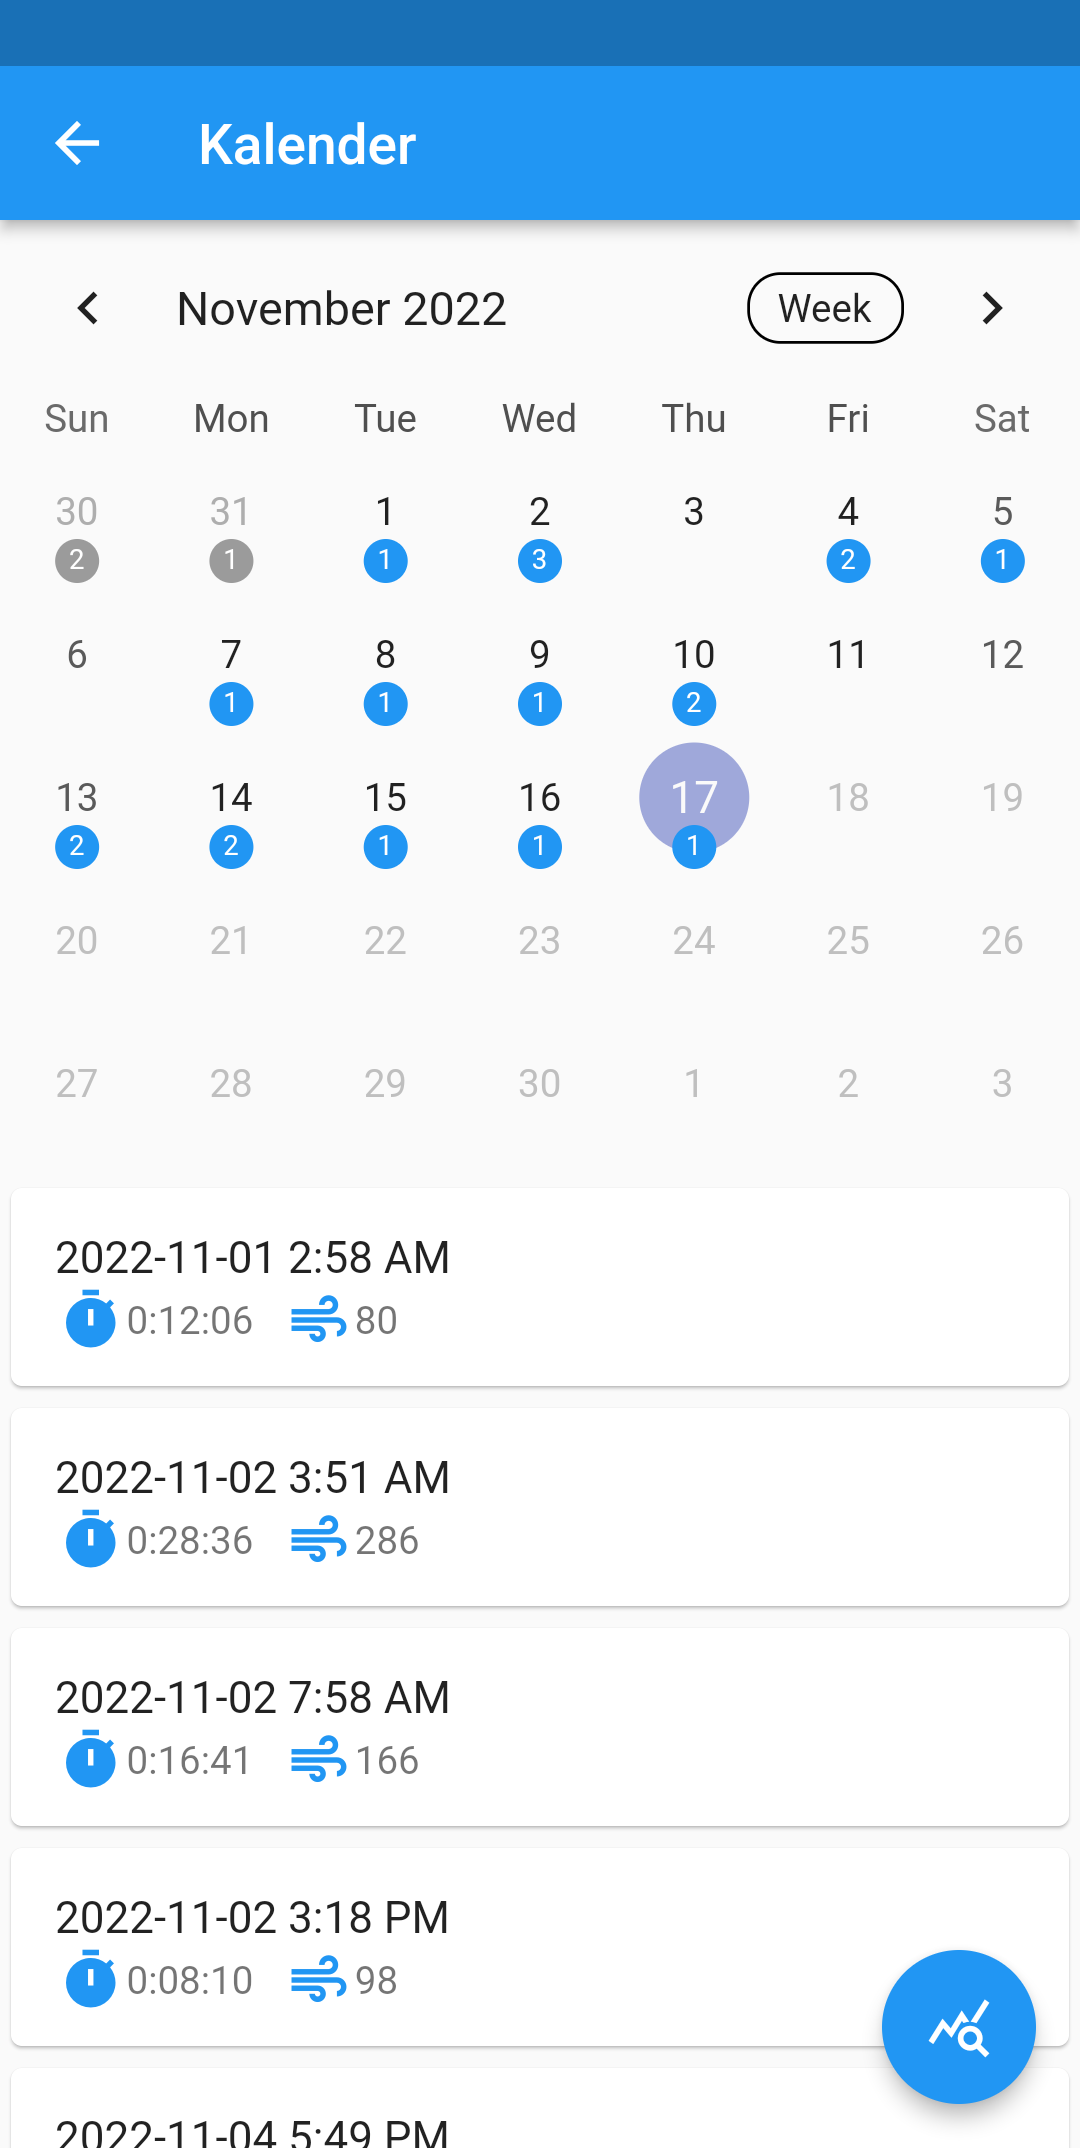 Kalender
November 2022 Week
Sun Mon Tue Wed Thu Fri Sat
30 31 1 2 3 4 5
2 1 1 3 2 1
6 7 8 9 10 11 12
1 1 1 2
13 14 15 16 17 18 19
2 2 1 1 1
20 21 22 23 24 25 26
27 28 29 30 1 2 3
2022-11-01 2:58 AM
0:12:06 80
2022-11-02 3:51 AM
0:28:36 286
2022-11-02 7:58 AM
0:16:41 166
2022-11-02 3:18 PM
0:08:10 98
2022-11-04 5:49 PM